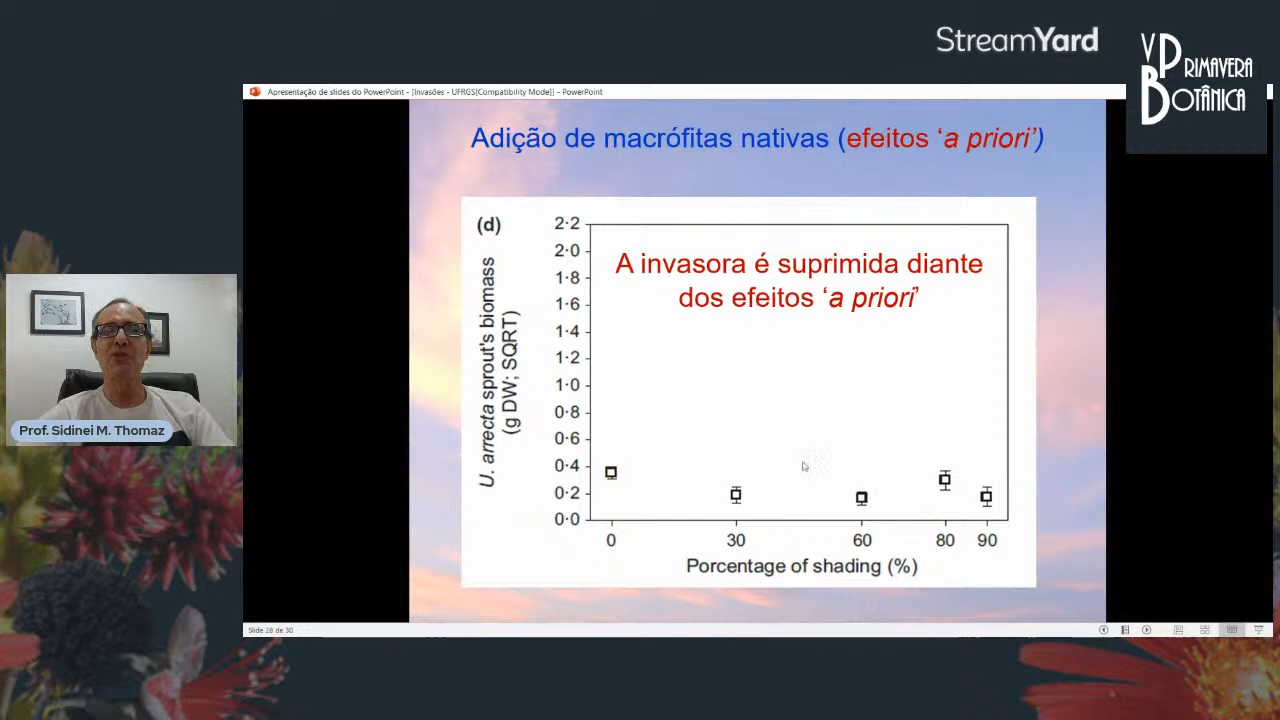 StreamYard
V PRIMAVERA
BOTÂNICA
Apresentação de slides do PowerPoint - [Invasões - UFRGS[Compatibility Mode]] - PowerPoint
Adição de macrófitas nativas (efeitos ‘a priori’)
(d)
U. arrecta sprout's biomass
(g DW; SQRT)
2·2
2·0
1·8
1·6
1·4
1·2
1·0
0·8
0·6
0·4
0·2
0·0
A invasora é suprimida diante
dos efeitos ‘a priori’
0 30 60 80 90
Porcentage of shading (%)
Prof. Sidinei M. Thomaz
Slide 28 de 30